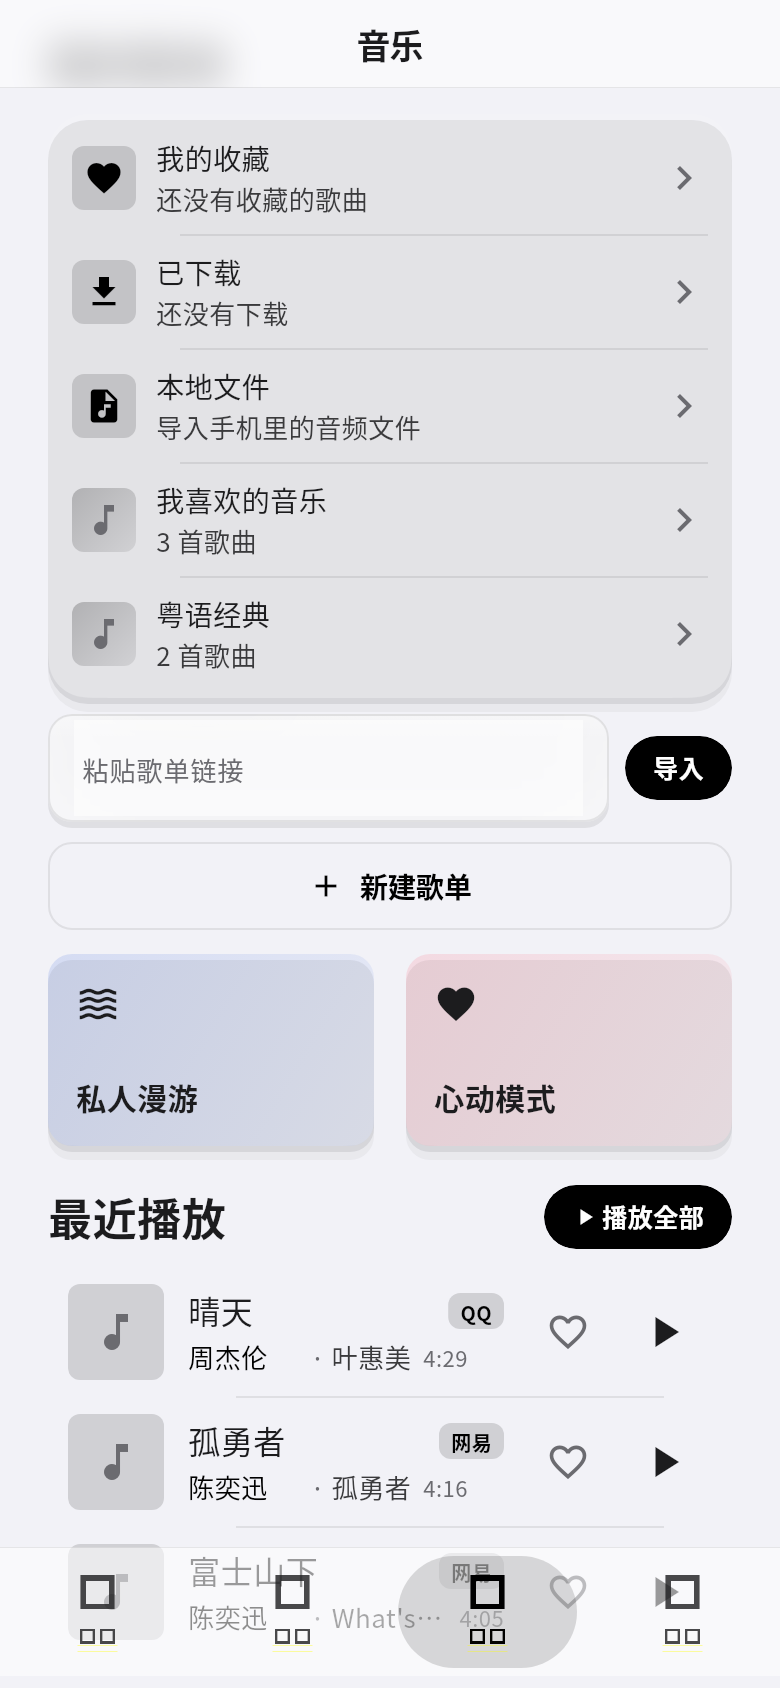 音乐
我的收藏
还没有收藏的歌曲
已下载
还没有下载
本地文件
导入手机里的音频文件
我喜欢的音乐
3 首歌曲
粤语经典
2 首歌曲
粘贴歌单链接
导入
新建歌单
私人漫游
心动模式
最近播放
播放全部
晴天
QQ
周杰伦 · 叶惠美 4:29
孤勇者
网易
陈奕迅 · 孤勇者 4:16
富士山下
网易
陈奕迅 · What's… 4:05